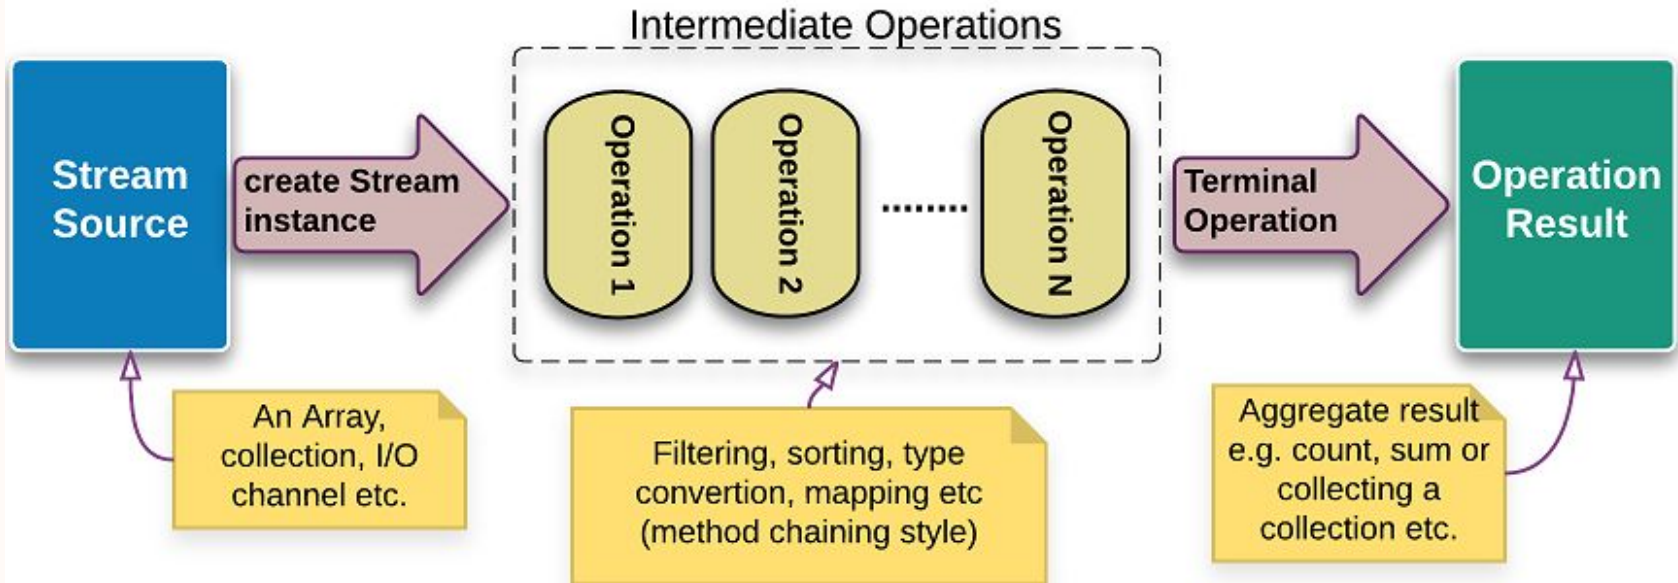 Intermediate Operations
Stream
Source
create Stream
instance
Operation 1
Operation 2
Operation N
Terminal
Operation
Operation
Result
An Array,
collection, I/O
channel etc.
Filtering, sorting, type
convertion, mapping etc
(method chaining style)
Aggregate result
e.g. count, sum or
collecting a
collection etc.